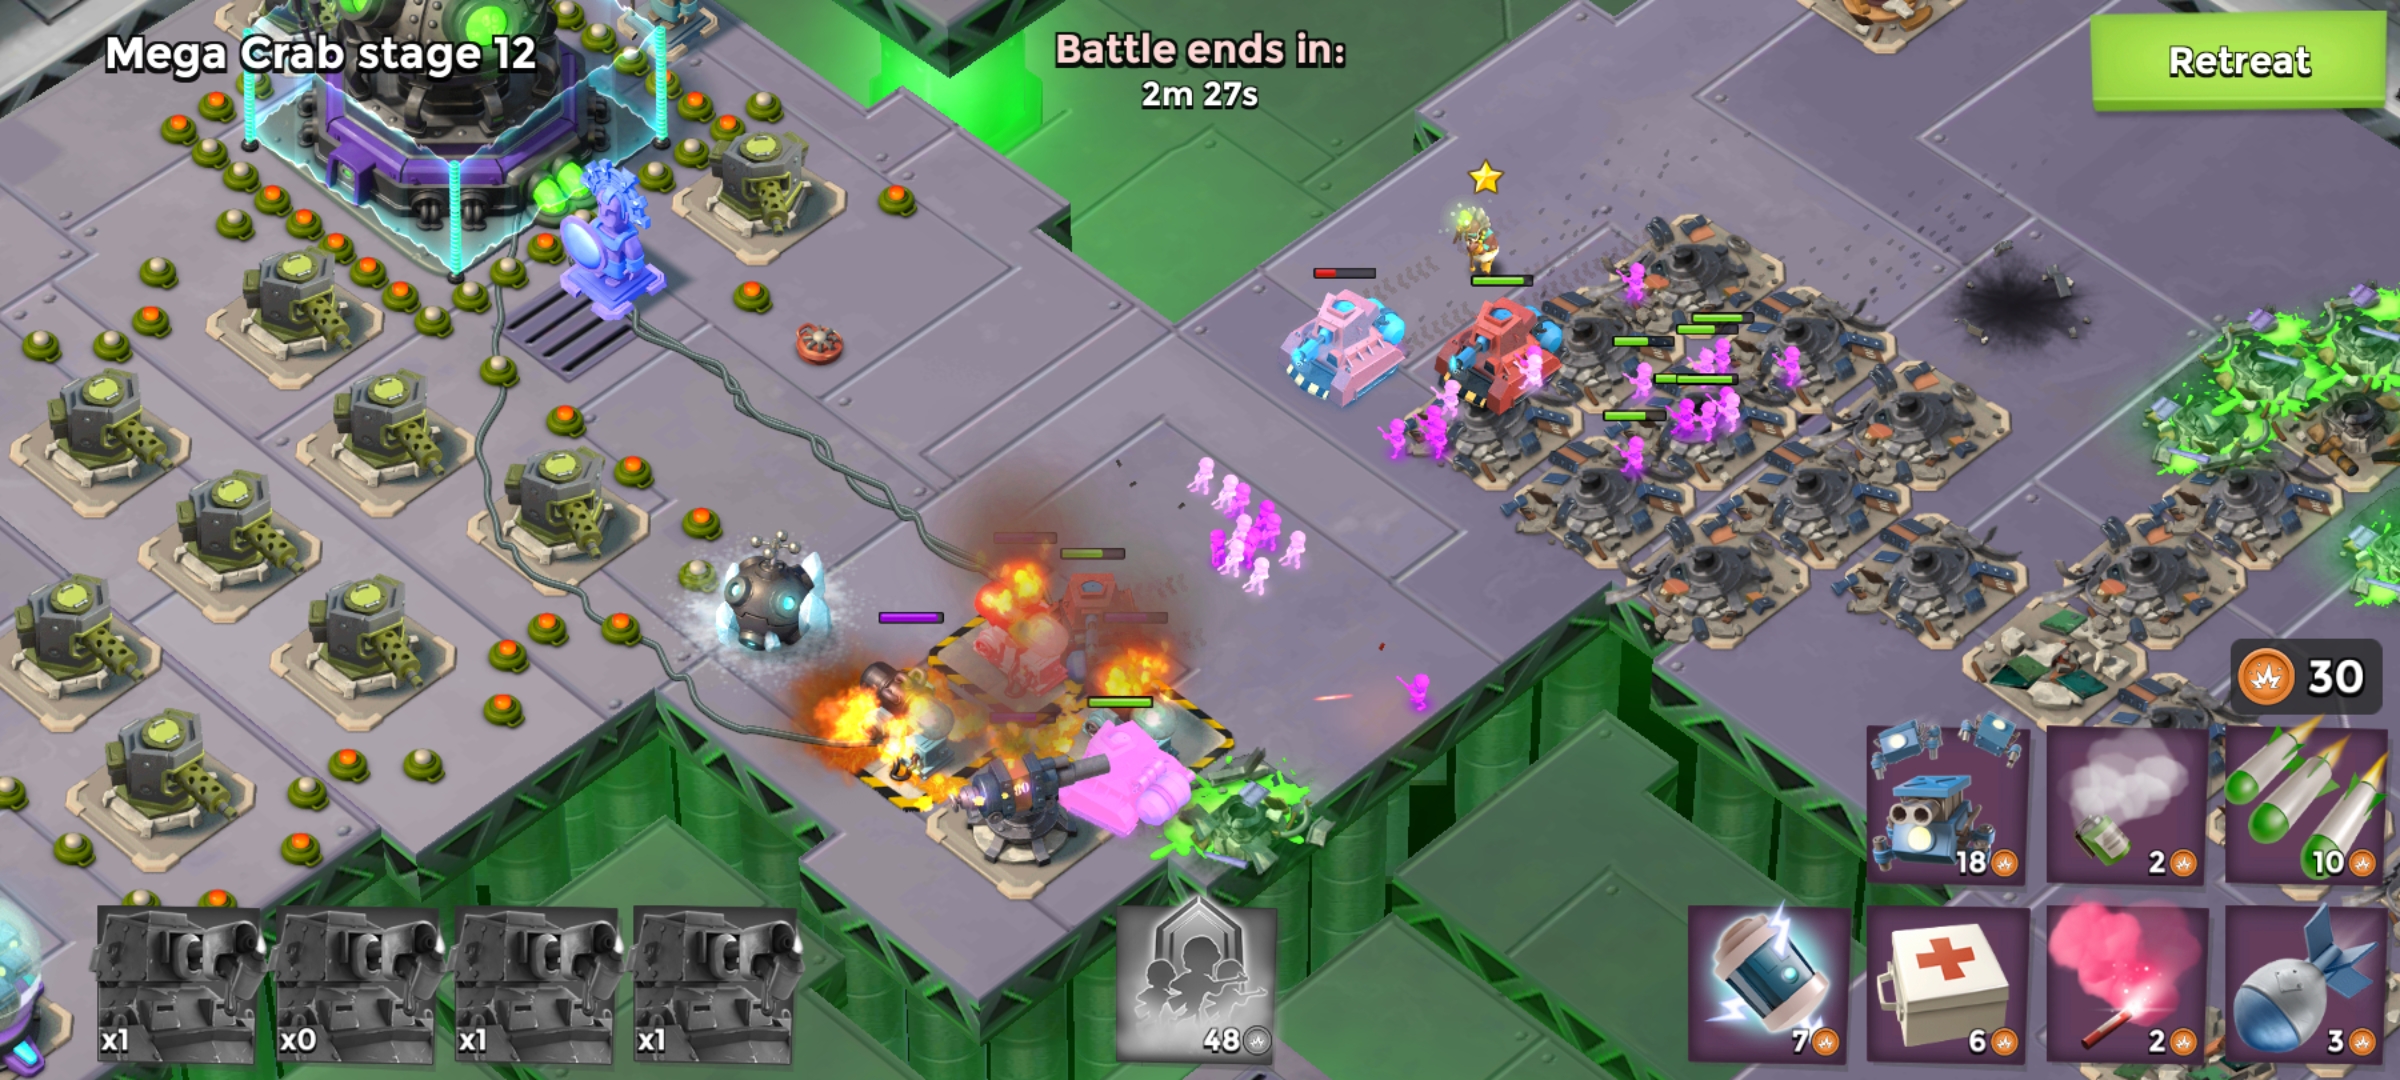 Mega Crab stage 12
Battle ends in:
2m 27s
Retreat
30
18
2
10
x1
x0
x1
x1
48
7
6
2
3